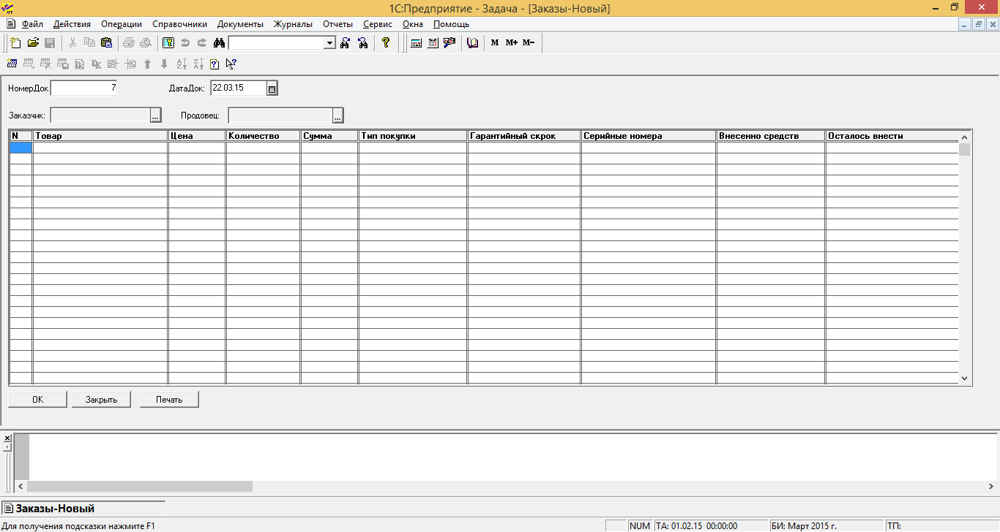 1С:Предприятие - Задача - [Заказы-Новый]
Файл Действия Операции Справочники Документы Журналы Отчеты Сервис Окна Помощь
M M+ M−
НомерДок 7 ДатаДок: 22.03.15
Заказчик: ... Продовец: ...
N Товар Цена Количество Сумма Тип покупки Гарантийный скрок Серийные номера Внесенно средств Осталось внести
OK Закрыть Печать
Заказы-Новый
Для получения подсказки нажмите F1 NUM ТА: 01.02.15 00:00:00 БИ: Март 2015 г. ТП: